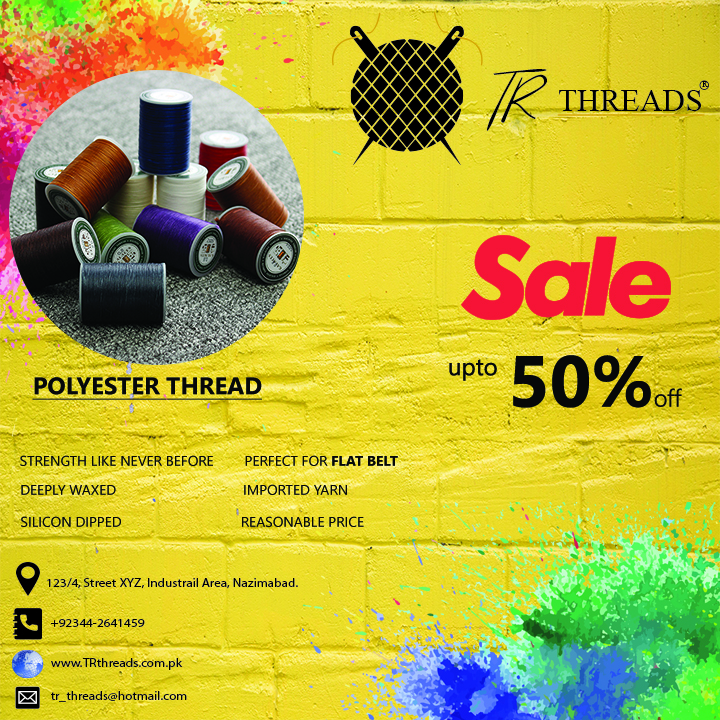 TR THREADS®
Sale
upto 50% off
POLYESTER THREAD
STRENGTH LIKE NEVER BEFORE
PERFECT FOR FLAT BELT
DEEPLY WAXED
IMPORTED YARN
SILICON DIPPED
REASONABLE PRICE
123/4, Street XYZ, Industrail Area, Nazimabad.
+92344-2641459
www.TRthreads.com.pk
tr_threads@hotmail.com